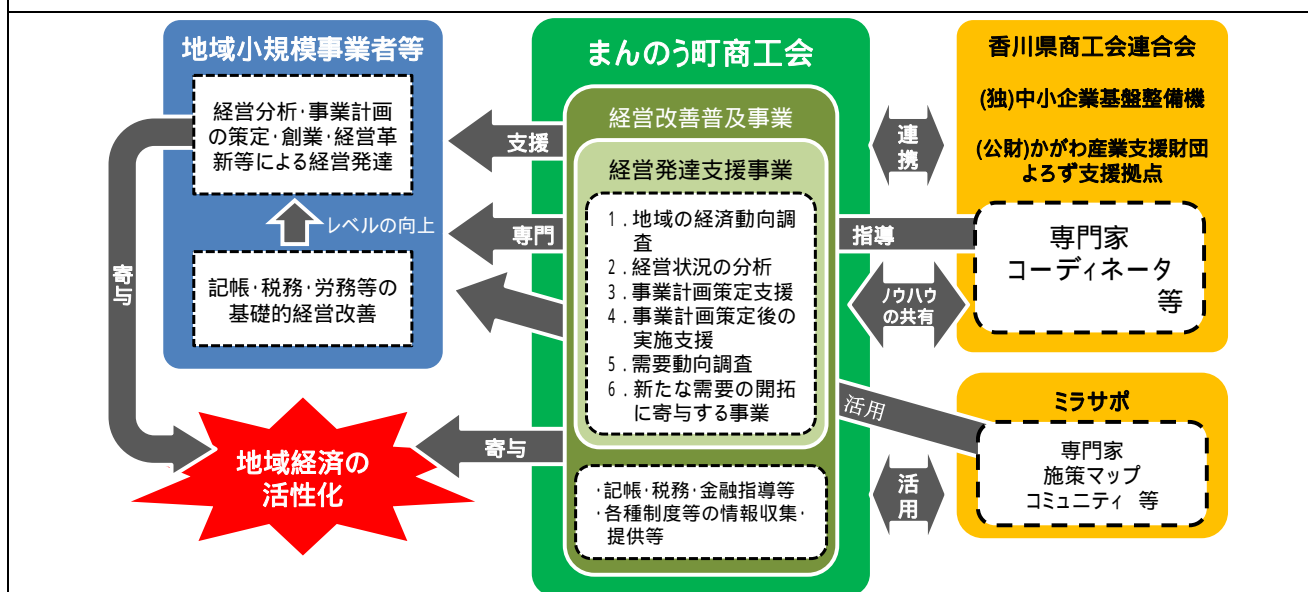 地域小規模事業者等
経営分析･事業計画
の策定･創業･経営革
新等による経営発達
レベルの向上
記帳･税務･労務等の
基礎的経営改善
寄与
地域経済の
活性化
支援
専門
寄与
まんのう町商工会
経営改善普及事業
経営発達支援事業
1．地域の経済動向調
査
2．経営状況の分析
3．事業計画策定支援
4．事業計画策定後の
実施支援
5．需要動向調査
6．新たな需要の開拓
に寄与する事業
･記帳･税務･金融指導等
･各種制度等の情報収集･
提供等
連携
指導
ノウハウ
の共有
活用
活用
香川県商工会連合会
(独)中小企業基盤整備機
(公財)かがわ産業支援財団
よろず支援拠点
専門家
コーディネータ
等
ミラサポ
専門家
施策マップ
コミュニティ 等